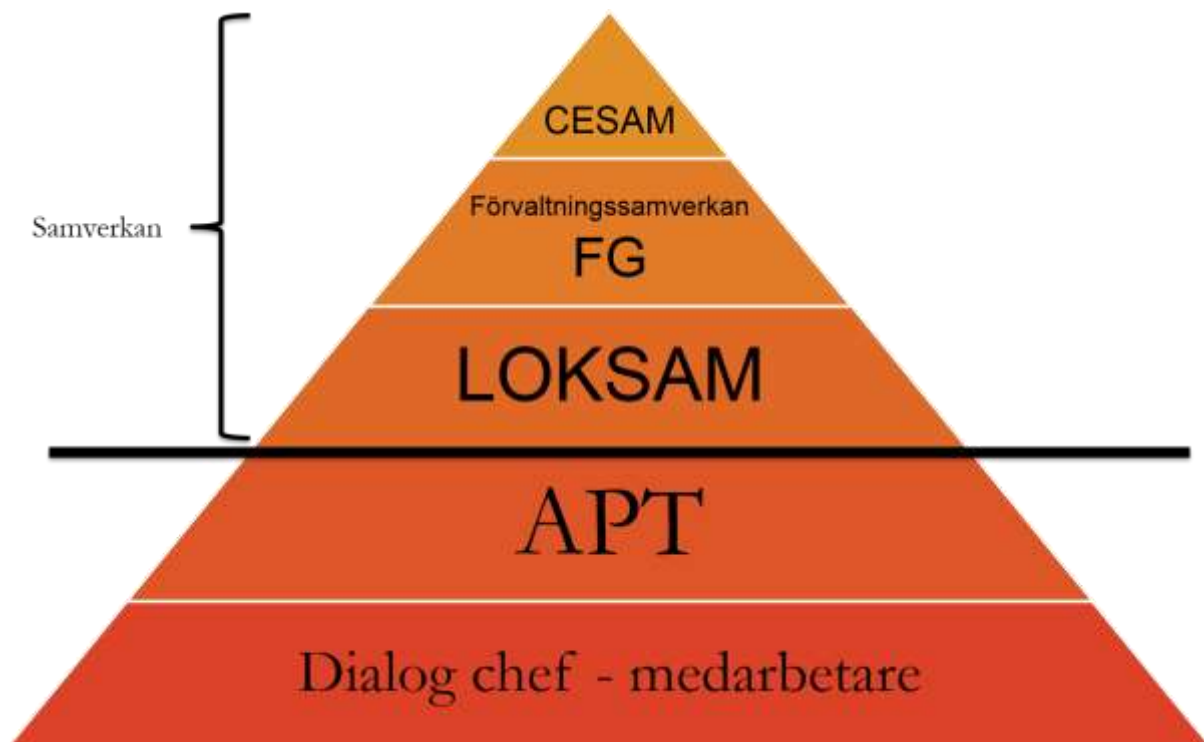 CESAM
Förvaltningssamverkan
Samverkan
FG
LOKSAM
APT
Dialog chef - medarbetare